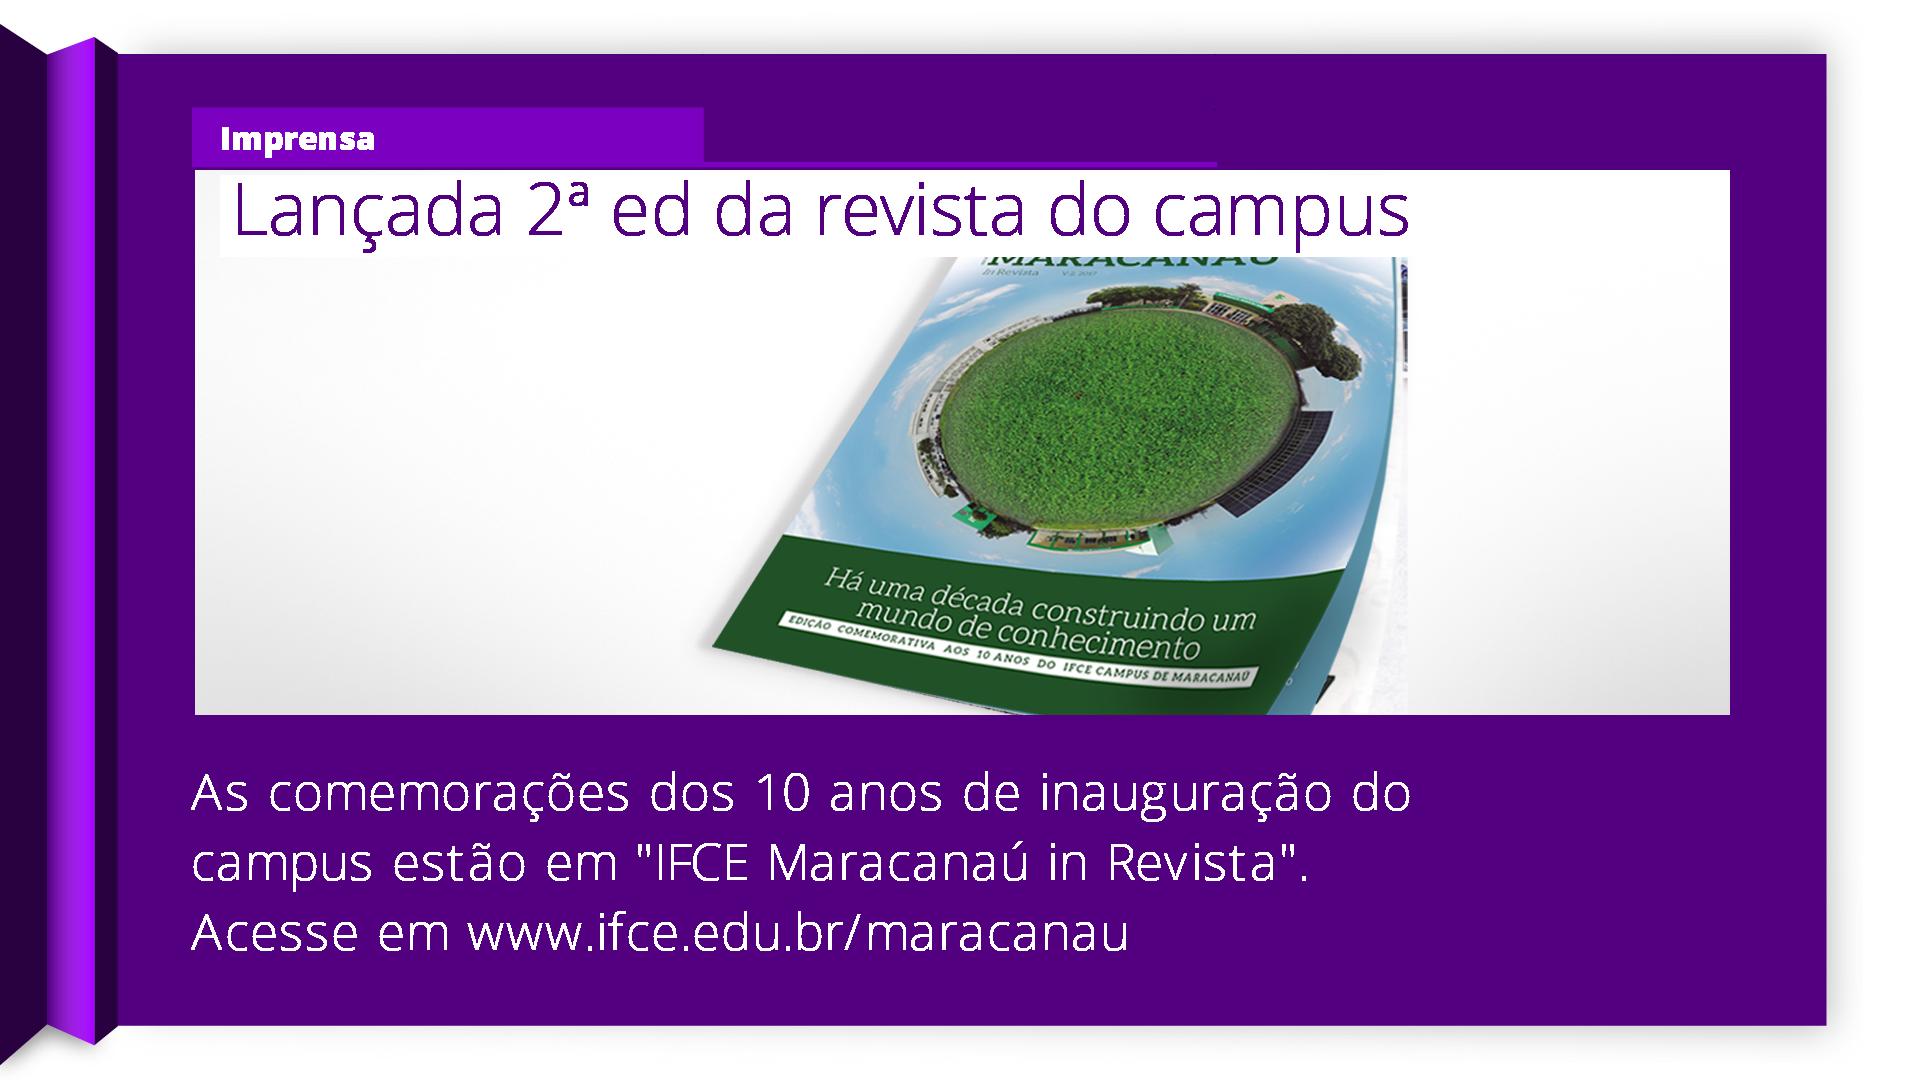 Imprensa
Lançada 2ª ed da revista do campus
MARACANAÚ
In Revista V.2, 2017
Há uma década construindo um
mundo de conhecimento
EDIÇÃO COMEMORATIVA AOS 10 ANOS DO IFCE CAMPUS DE MARACANAÚ
As comemorações dos 10 anos de inauguração do
campus estão em "IFCE Maracanaú in Revista".
Acesse em www.ifce.edu.br/maracanau